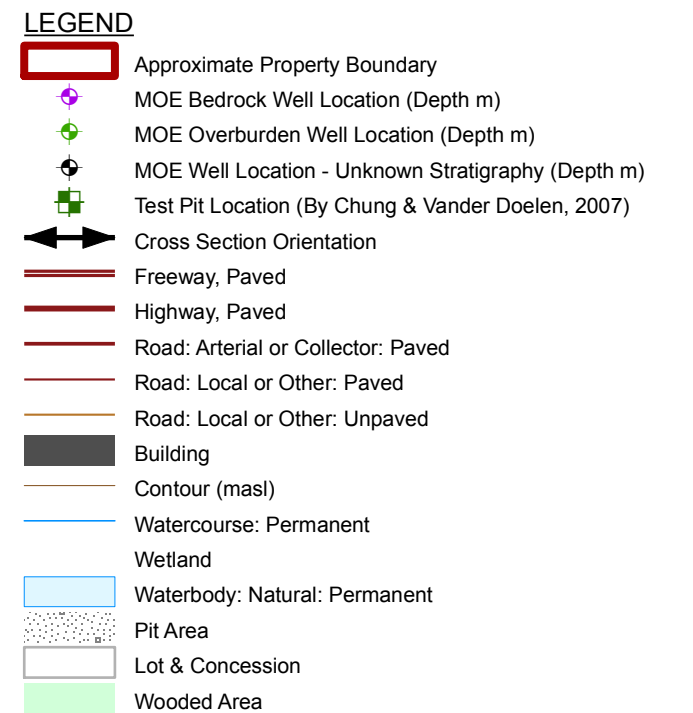 LEGEND
Approximate Property Boundary
MOE Bedrock Well Location (Depth m)
MOE Overburden Well Location (Depth m)
MOE Well Location - Unknown Stratigraphy (Depth m)
Test Pit Location (By Chung & Vander Doelen, 2007)
Cross Section Orientation
Freeway, Paved
Highway, Paved
Road: Arterial or Collector: Paved
Road: Local or Other: Paved
Road: Local or Other: Unpaved
Building
Contour (masl)
Watercourse: Permanent
Wetland
Waterbody: Natural: Permanent
Pit Area
Lot & Concession
Wooded Area